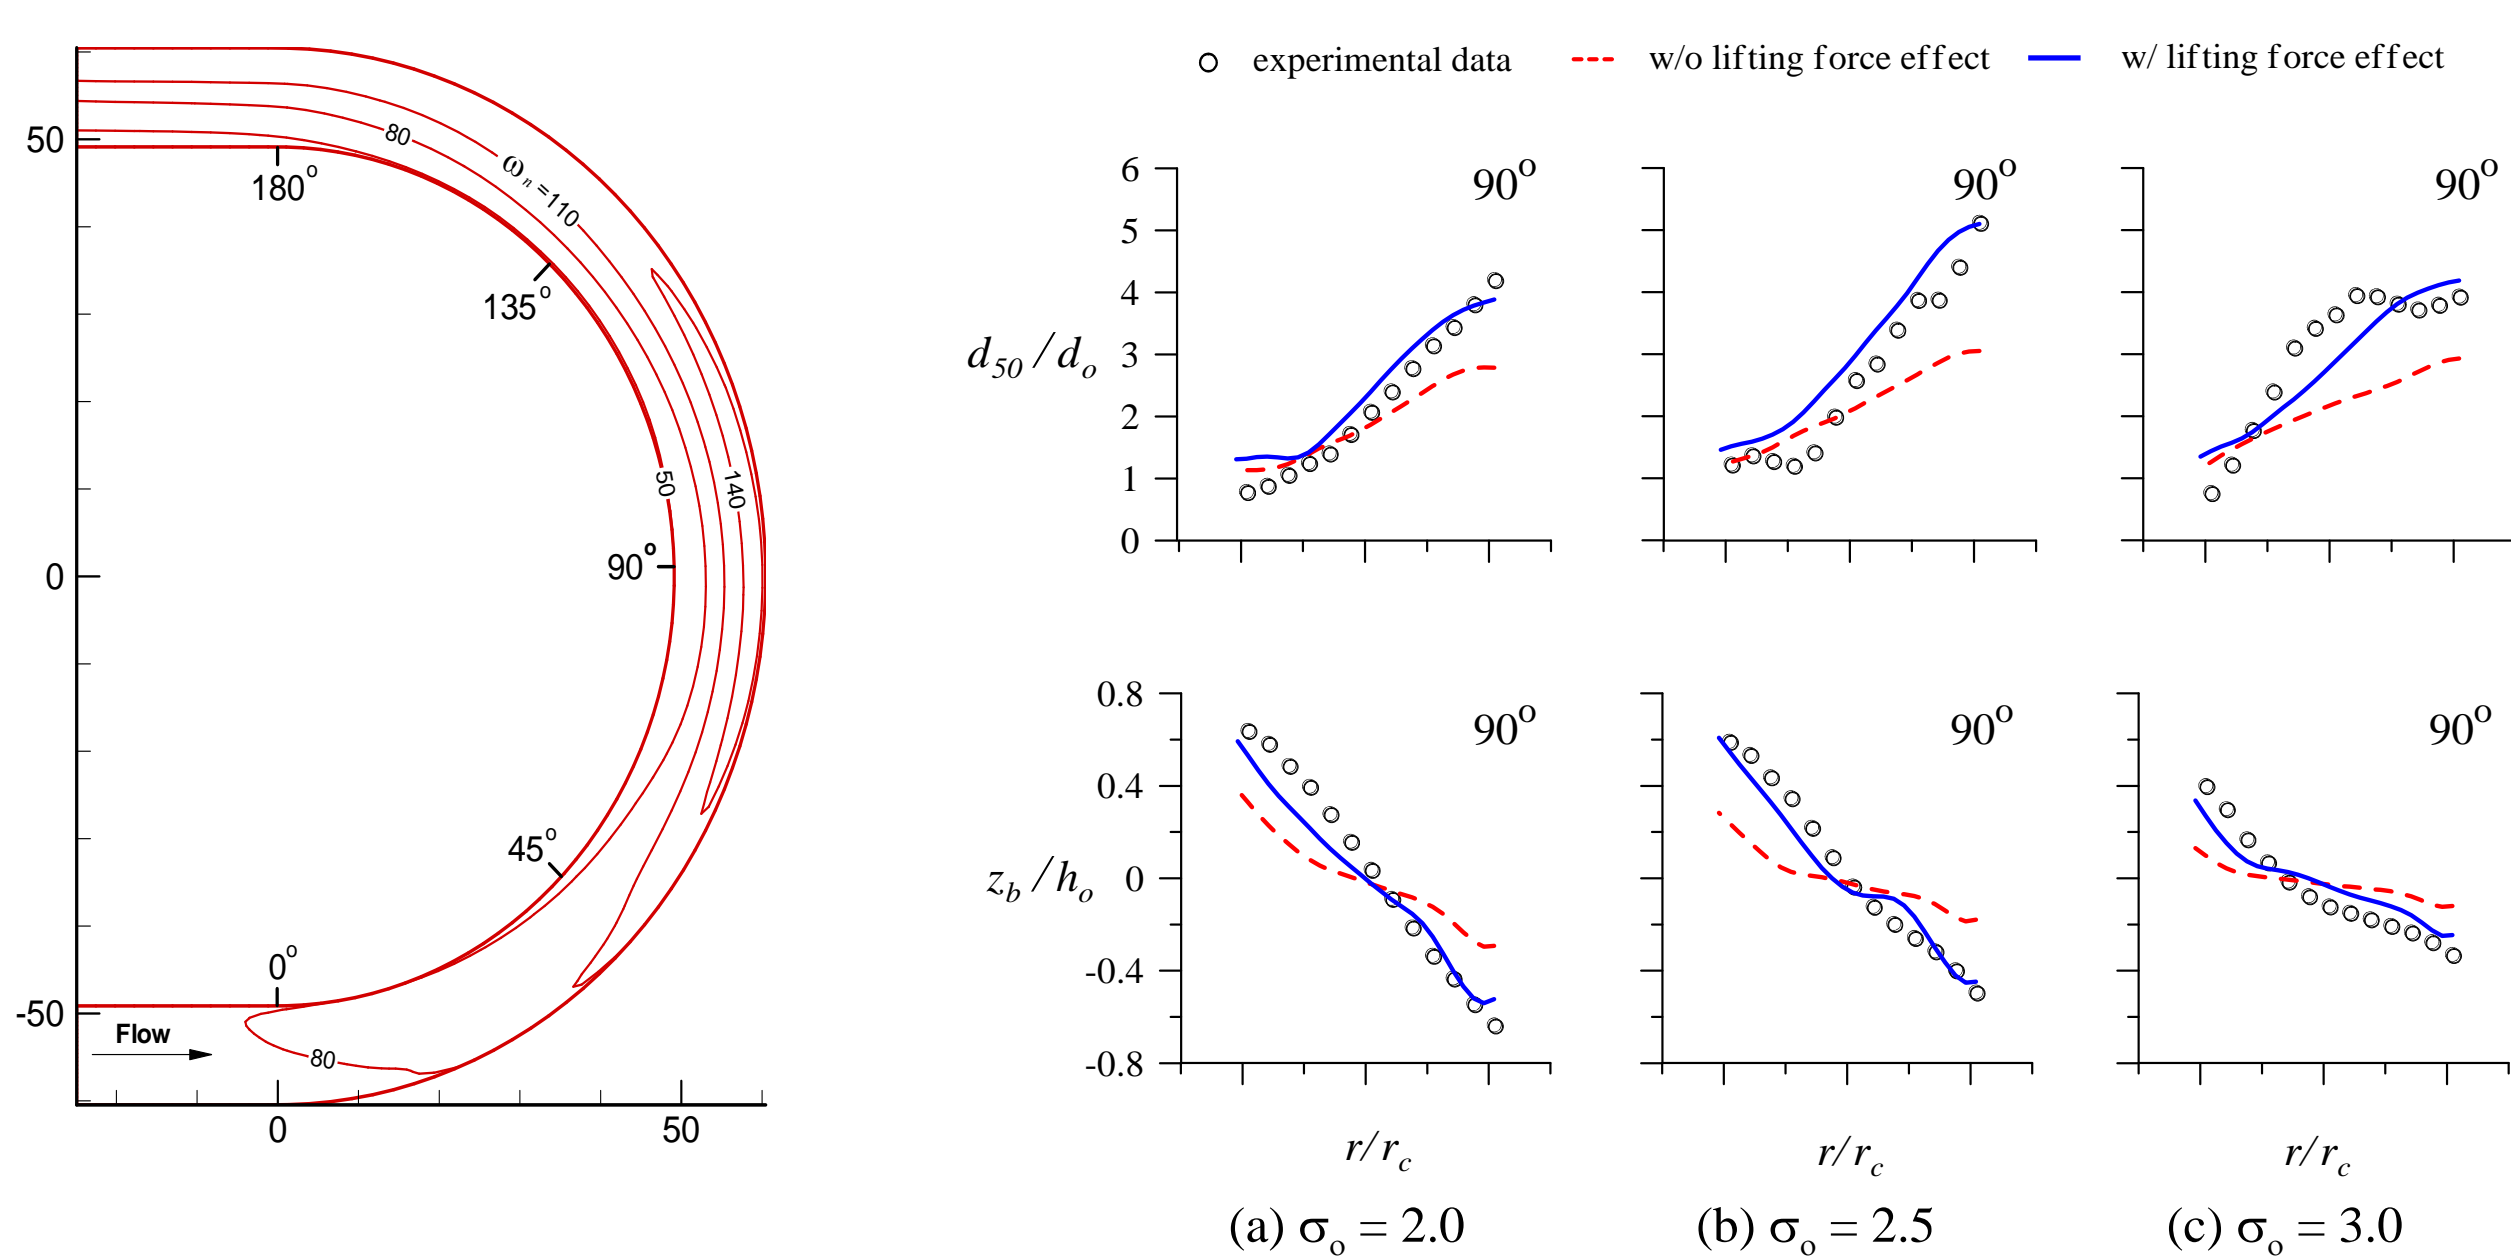 experimental data w/o lifting force effect w/ lifting force effect
50
80
ωn=110
180°
135°
50
140
90°
0
45°
0°
-50
Flow
80
0 50
6
5
4
3
2
1
0
d50/do
90° 90° 90°
0.8
0.4
0
-0.4
-0.8
zb/ho
90° 90° 90°
r/rc r/rc r/rc
(a) σo = 2.0 (b) σo = 2.5 (c) σo = 3.0